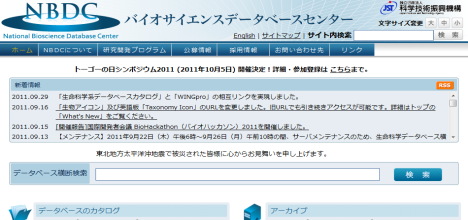 NBDC
National Bioscience Database Center
バイオサイエンスデータベースセンター
JST
科学技術振興機構
文字サイズ変更 大 中 小
English | サイトマップ | サイト内検索 検索
ホーム NBDCについて 研究開発プログラム 公募情報 採用情報 お問い合わせ先 リンク
トーゴーの日シンポジウム2011 (2011年10月5日) 開催決定！詳細・参加登録は こちらまで。
新着情報 RSS
2011.09.29 「生命科学系データベースカタログ」と「WINGpro」の相互リンクを実現しました。
2011.09.16 「生物アイコン」及び英語版「Taxonomy Icon」のURLを変更しました。旧URLでも引き続きアクセスが可能です。詳細はトップの
「What's New」をご覧ください。
2011.09.15 【開催報告】国際開発者会議 BioHackathon（バイオハッカソン）2011を開催しました。
2011.09.13 【メンテナンス】2011年9月22日（木）午後6時～9月26日（月）午前10時の間、サーバメンテナンスのため、生命科学データベース横
東北地方太平洋沖地震で被災された皆様に心からお見舞いを申し上げます。
データベース横断検索 検索
データベースのカタログ アーカイブ